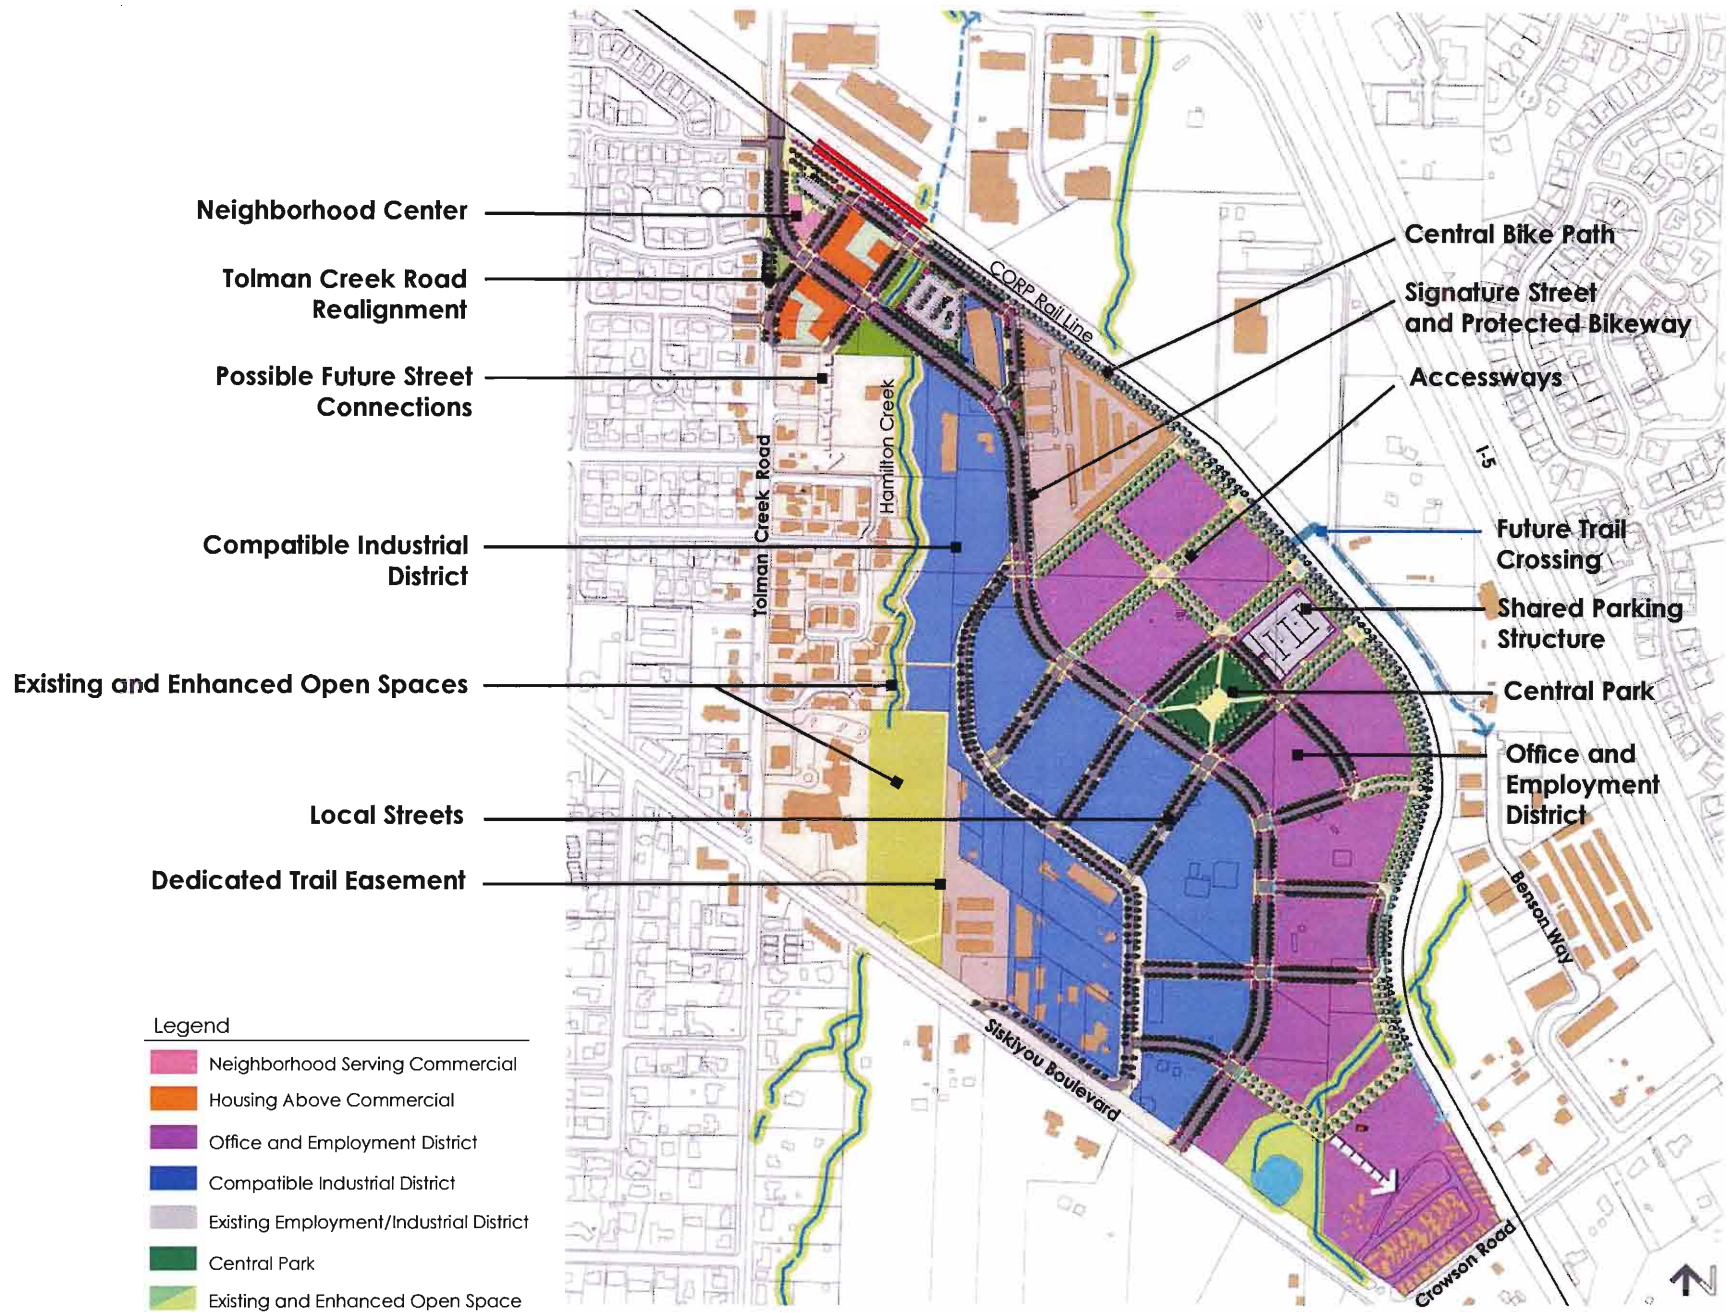 Neighborhood Center
Tolman Creek Road
Realignment
Possible Future Street
Connections
Compatible Industrial
District
Existing and Enhanced Open Spaces
Local Streets
Dedicated Trail Easement
Central Bike Path
Signature Street
and Protected Bikeway
Accessways
Future Trail
Crossing
Shared Parking
Structure
Central Park
Office and
Employment
District
CORP Rail Line
Hamilton Creek
Tolman Creek Road
I-5
Benson Way
Siskiyou Boulevard
Crowson Road
N
Legend
Neighborhood Serving Commercial
Housing Above Commercial
Office and Employment District
Compatible Industrial District
Existing Employment/Industrial District
Central Park
Existing and Enhanced Open Space